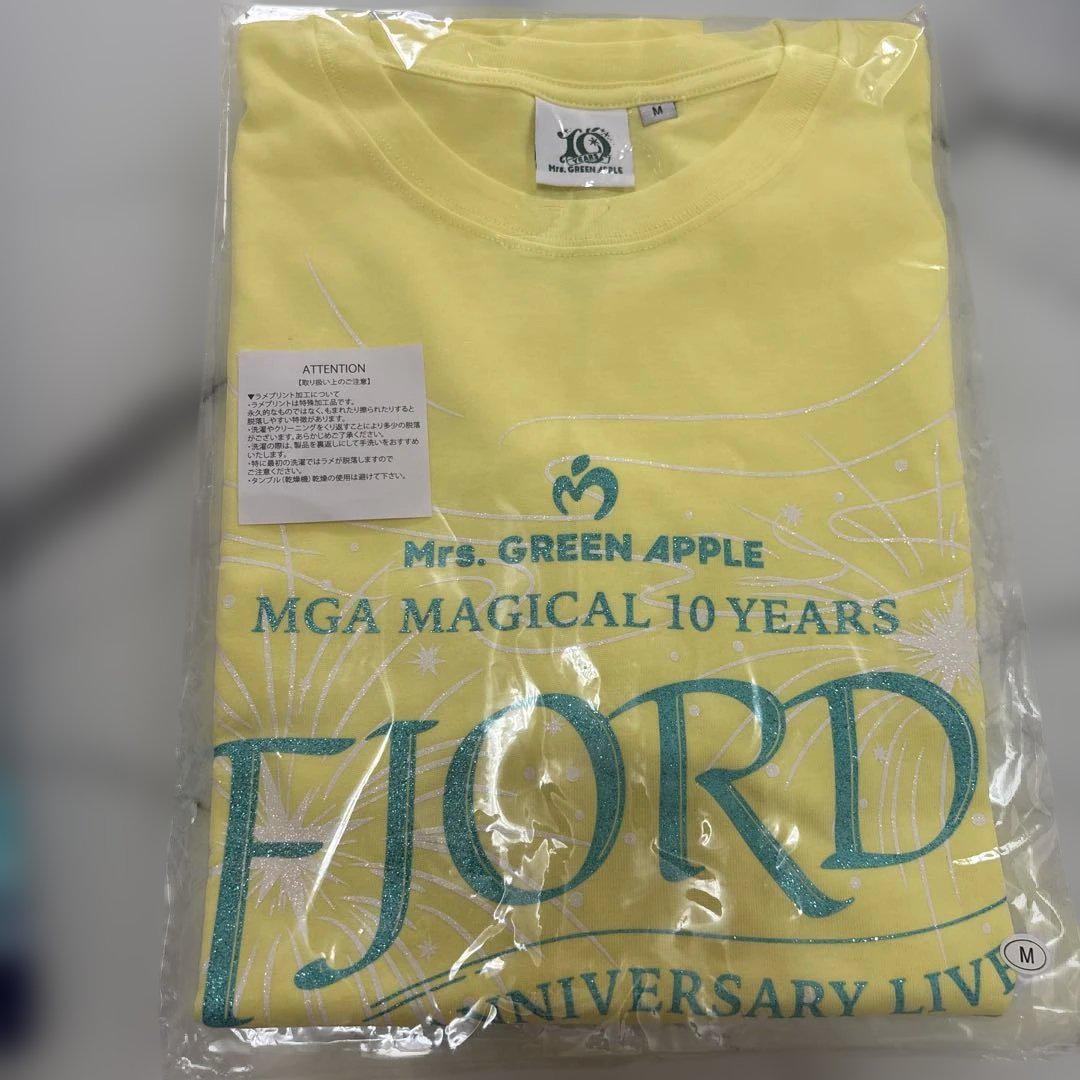 10
YEARS
Mrs. GREEN APPLE
M
ATTENTION
【取り扱い上のご注意】
▼ラメプリント加工について
・ラメプリントは特殊加工品です。
永久的なものではなく、もまれたり擦られたりすると
脱落しやすい特徴があります。
・洗濯やクリーニングをくり返すことにより多少の脱落
がございます。あらかじめご了承ください。
・洗濯の際は、製品を裏返しにして手洗いをおすすめ
いたします。
・特に最初の洗濯ではラメが脱落しますので
ご注意ください。
・タンブル(乾燥機)乾燥の使用は避けて下さい。
Mrs. GREEN APPLE
MGA MAGICAL 10 YEARS
FJORD
ANNIVERSARY LIVE
M